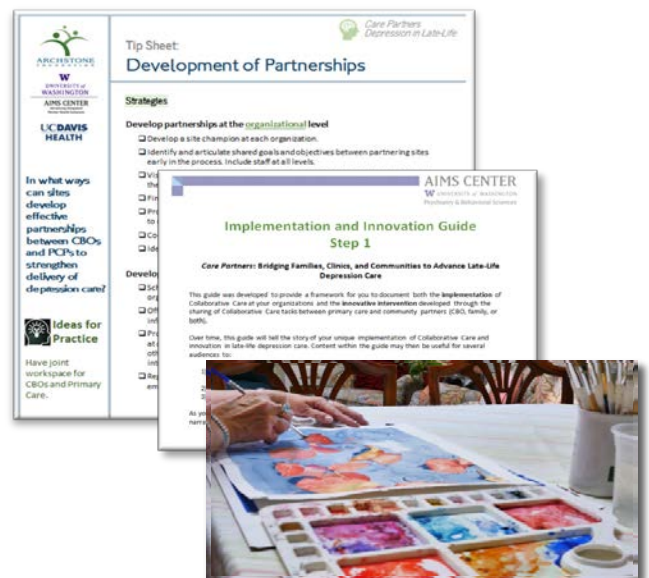 Care Partners
Depression in Late-Life
ARCHSTONE
FOUNDATION
W
UNIVERSITY of
WASHINGTON
AIMS CENTER
UCDAVIS
HEALTH
In what ways
can sites
develop
effective
partnerships
between CBOs
and PCPs to
strengthen
delivery of
depression care?
Ideas for
Practice
Have joint
workspace for
CBOs and Primary
Care.
Tip Sheet:
Development of Partnerships
Strategies
Develop partnerships at the organizational level
Develop a site champion at each organization.
Identify and articulate shared goals and objectives between partnering sites
early in the process. Include staff at all levels.
AIMS CENTER
W UNIVERSITY of WASHINGTON
Psychiatry & Behavioral Sciences
Implementation and Innovation Guide
Step 1
Care Partners: Bridging Families, Clinics, and Communities to Advance Late-Life
Depression Care
This guide was developed to provide a framework for you to document both the implementation of
Collaborative Care at your organizations and the innovative intervention developed through the
sharing of Collaborative Care tasks between primary care and community partners (CBO, family, or
both).
Over time, this guide will tell the story of your unique implementation of Collaborative Care and
innovation in late-life depression care. Content within the guide may then be useful for several
audiences to:
As yo